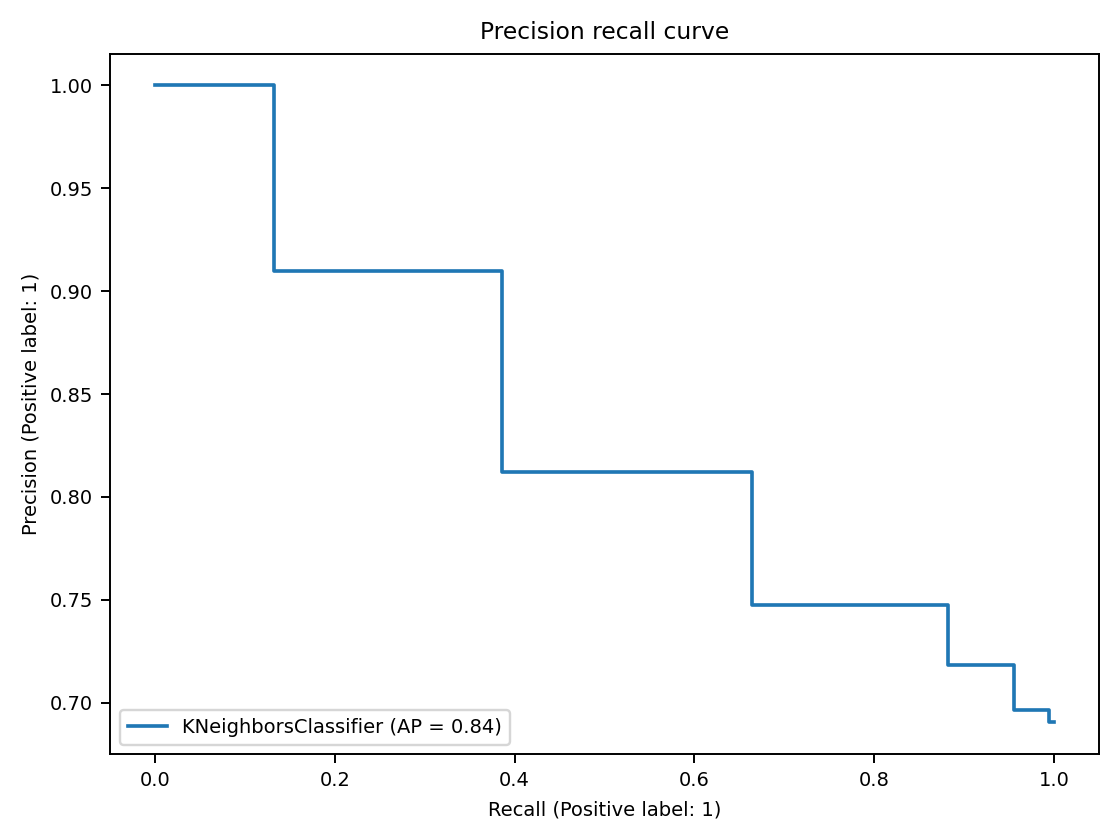 Precision recall curve
1.00
0.95
0.90
0.85
0.80
0.75
0.70
Precision (Positive label: 1)
KNeighborsClassifier (AP = 0.84)
0.0 0.2 0.4 0.6 0.8 1.0
Recall (Positive label: 1)